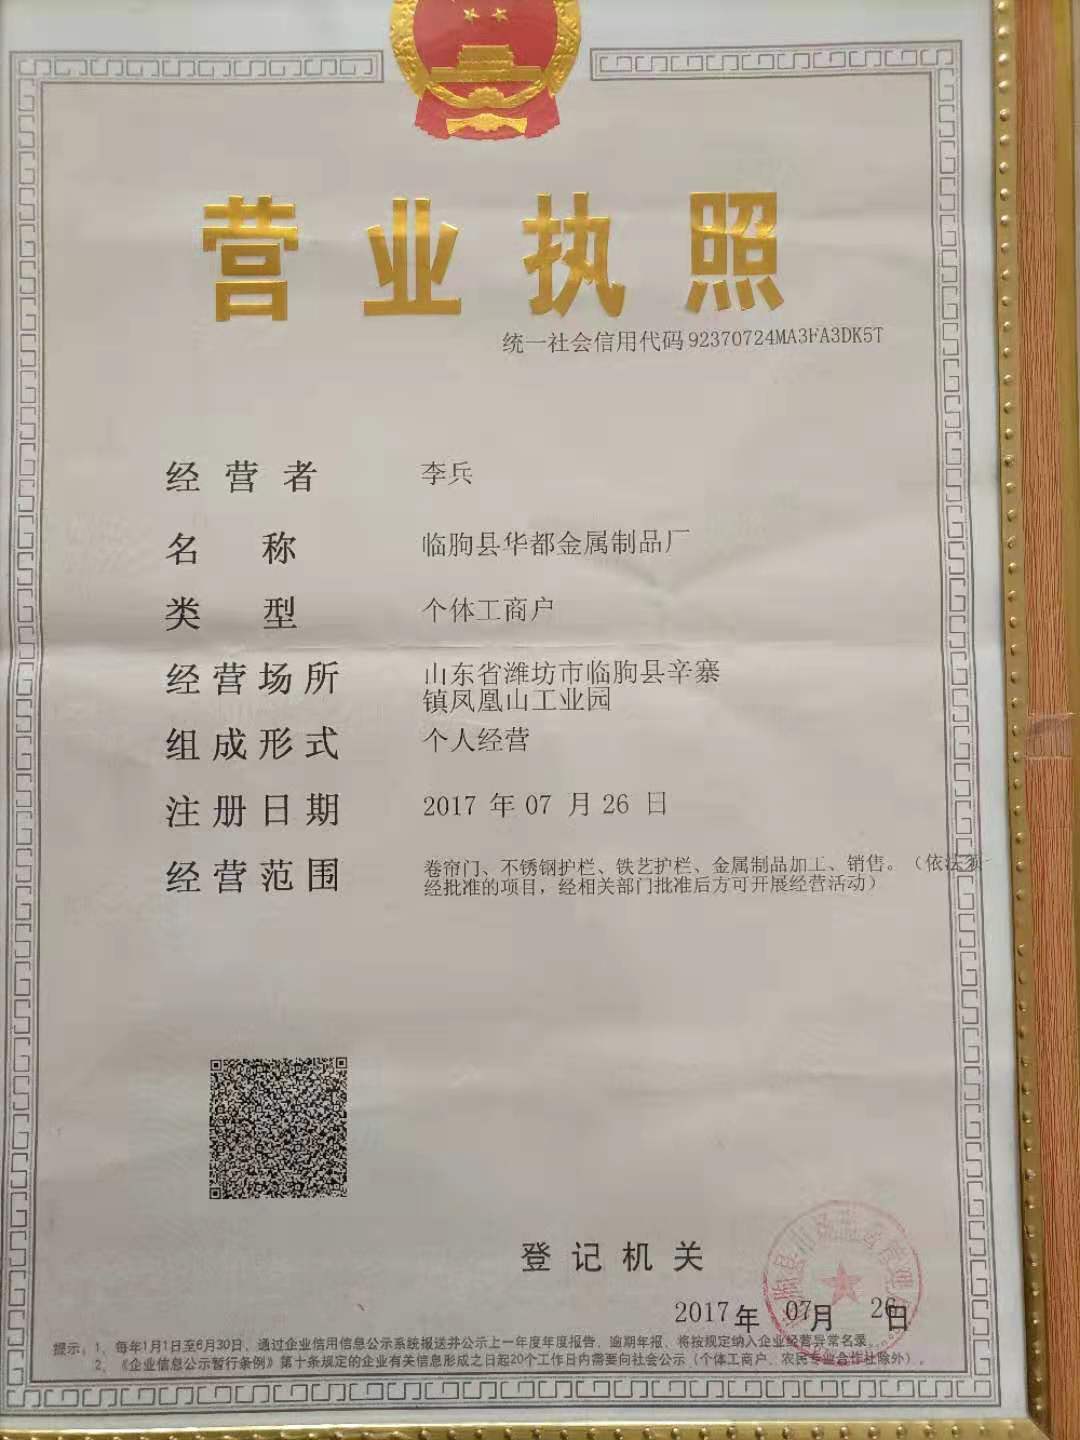 营业执照
统一社会信用代码 92370724MA3FA3DK5T
经营者 李兵
名称 临朐县华都金属制品厂
类型 个体工商户
经营场所 山东省潍坊市临朐县辛寨
镇凤凰山工业园
组成形式 个人经营
注册日期 2017 年 07 月 26 日
经营范围 卷帘门、不锈钢护栏、铁艺护栏、金属制品加工、销售。（依法须
经批准的项目，经相关部门批准后方可开展经营活动）
登记机关
朐县市场监督管理
2017 年 07 月 26 日
提示：1、每年1月1日至6月30日，通过企业信用信息公示系统报送并公示上一年度年度报告，逾期年报，将按规定纳入企业经营异常名录。
2、《企业信息公示暂行条例》第十条规定的企业有关信息形成之日起20个工作日内需要向社会公示（个体工商户、农民专业合作社除外）。